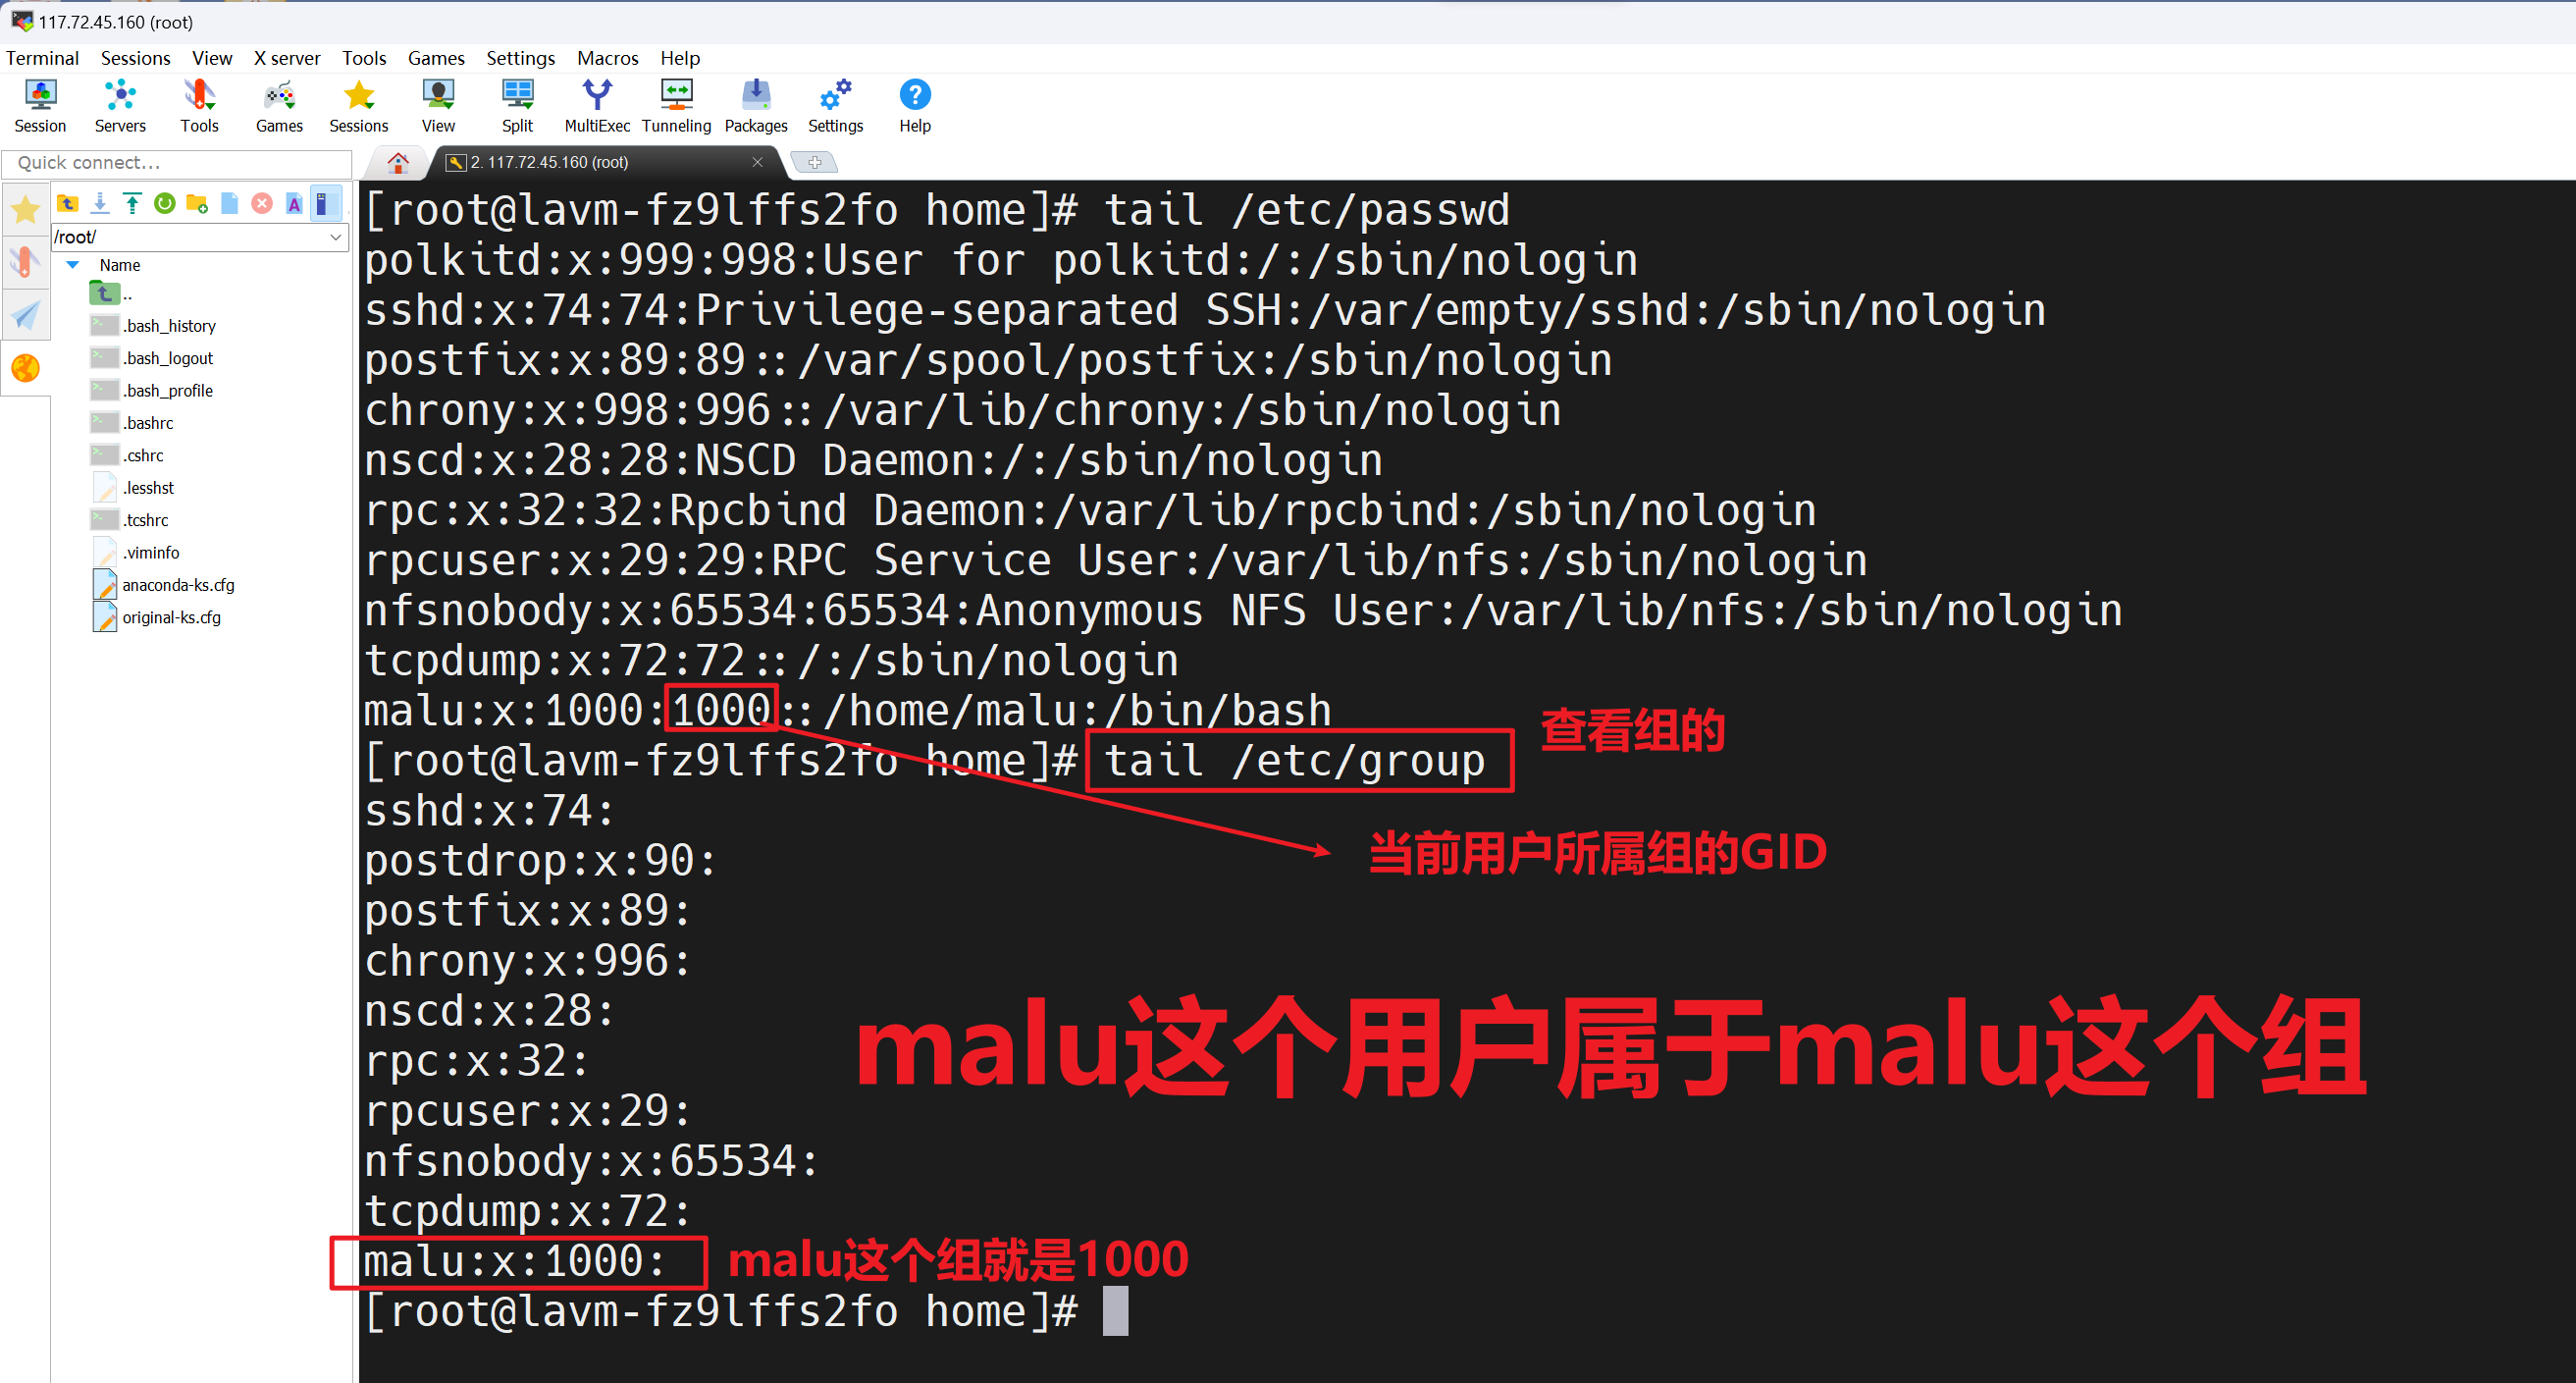 117.72.45.160 (root)
Terminal Sessions View X server Tools Games Settings Macros Help
Session Servers Tools Games Sessions View Split MultiExec Tunneling Packages Settings Help
Quick connect...
2. 117.72.45.160 (root)
/root/
Name
..
.bash_history
.bash_logout
.bash_profile
.bashrc
.cshrc
.lesshst
.tcshrc
.viminfo
anaconda-ks.cfg
original-ks.cfg
[root@lavm-fz9lffs2fo home]# tail /etc/passwd
polkitd:x:999:998:User for polkitd:/:/sbin/nologin
sshd:x:74:74:Privilege-separated SSH:/var/empty/sshd:/sbin/nologin
postfix:x:89:89::/var/spool/postfix:/sbin/nologin
chrony:x:998:996::/var/lib/chrony:/sbin/nologin
nscd:x:28:28:NSCD Daemon:/:/sbin/nologin
rpc:x:32:32:Rpcbind Daemon:/var/lib/rpcbind:/sbin/nologin
rpcuser:x:29:29:RPC Service User:/var/lib/nfs:/sbin/nologin
nfsnobody:x:65534:65534:Anonymous NFS User:/var/lib/nfs:/sbin/nologin
tcpdump:x:72:72::/:/sbin/nologin
malu:x:1000:1000::/home/malu:/bin/bash
查看组的
[root@lavm-fz9lffs2fo home]# tail /etc/group
sshd:x:74:
当前用户所属组的GID
postdrop:x:90:
postfix:x:89:
chrony:x:996:
nscd:x:28:
malu这个用户属于malu这个组
rpc:x:32:
rpcuser:x:29:
nfsnobody:x:65534:
tcpdump:x:72:
malu:x:1000: malu这个组就是1000
[root@lavm-fz9lffs2fo home]#